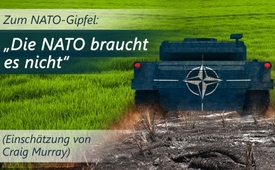 Zum NATO-Gipfel:
„Die NATO braucht
es nicht“
(Einschätzung von
Craig Murray)